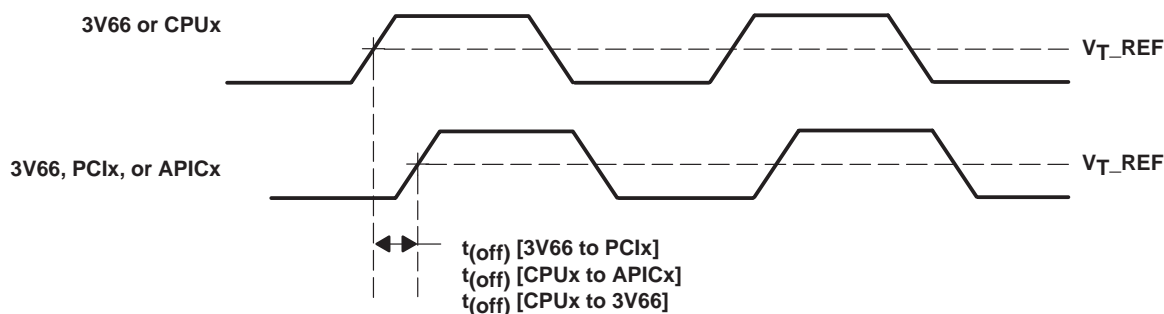 3V66 or CPUx
VT_REF
3V66, PCIx, or APICx
VT_REF
t(off) [3V66 to PCIx]
t(off) [CPUx to APICx]
t(off) [CPUx to 3V66]